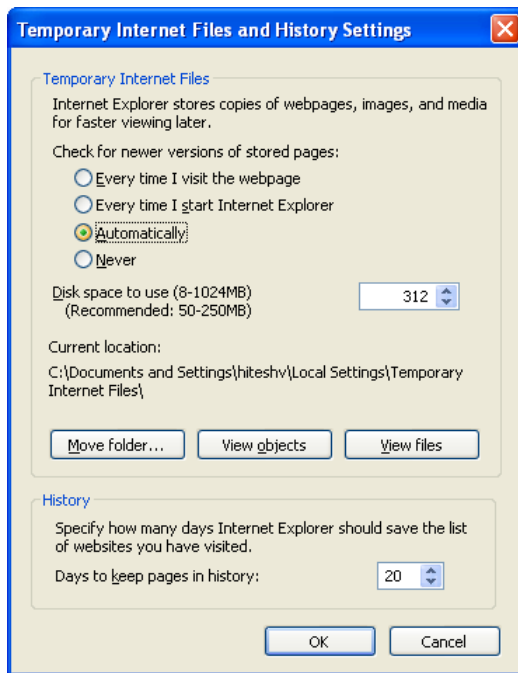 Temporary Internet Files and History Settings
Temporary Internet Files
Internet Explorer stores copies of webpages, images, and media
for faster viewing later.
Check for newer versions of stored pages:
Every time I visit the webpage
Every time I start Internet Explorer
Automatically
Never
Disk space to use (8-1024MB)
312
(Recommended: 50-250MB)
Current location:
C:\Documents and Settings\hiteshv\Local Settings\Temporary
Internet Files\
Move folder... View objects View files
History
Specify how many days Internet Explorer should save the list
of websites you have visited.
Days to keep pages in history: 20
OK Cancel